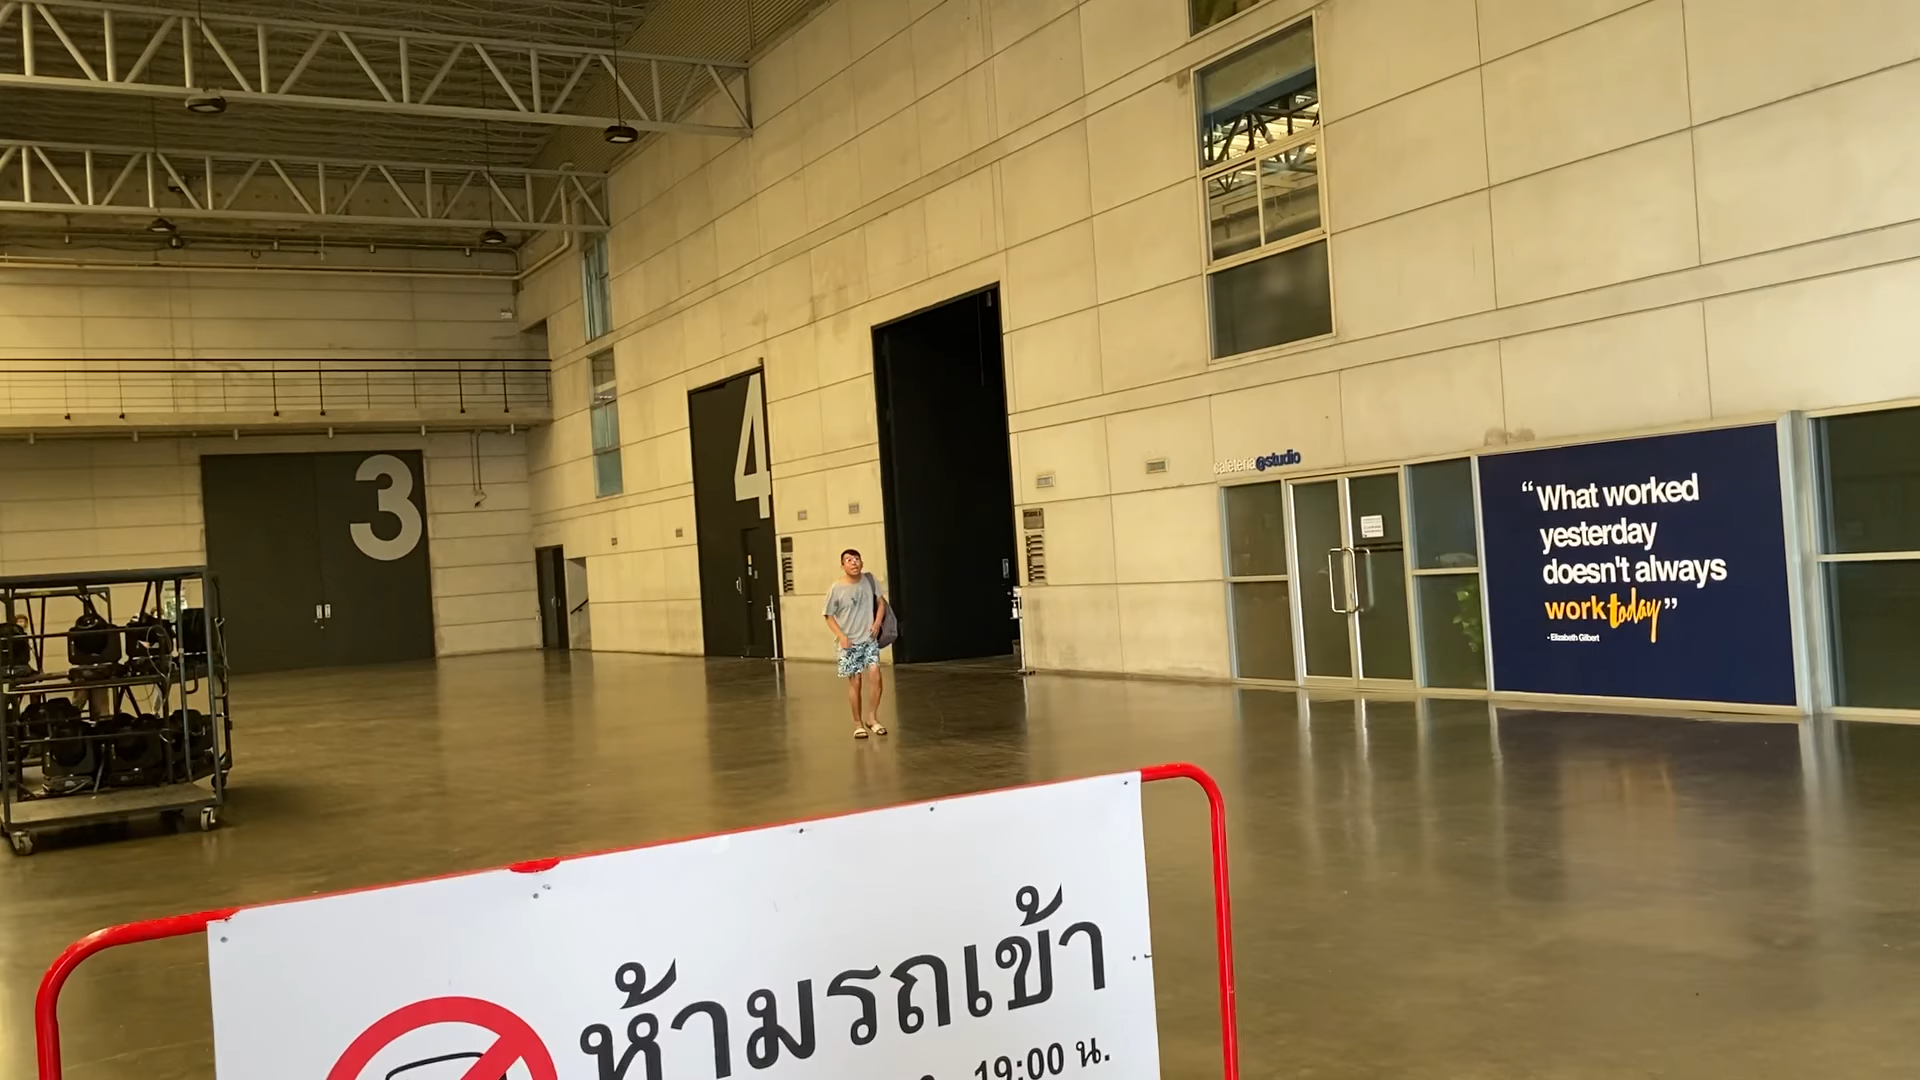 3
4
cafeteria@studio
“What worked
yesterday
doesn't always
work today”
- Elizabeth Gilbert
ห้ามรถเข้า
19:00 น.